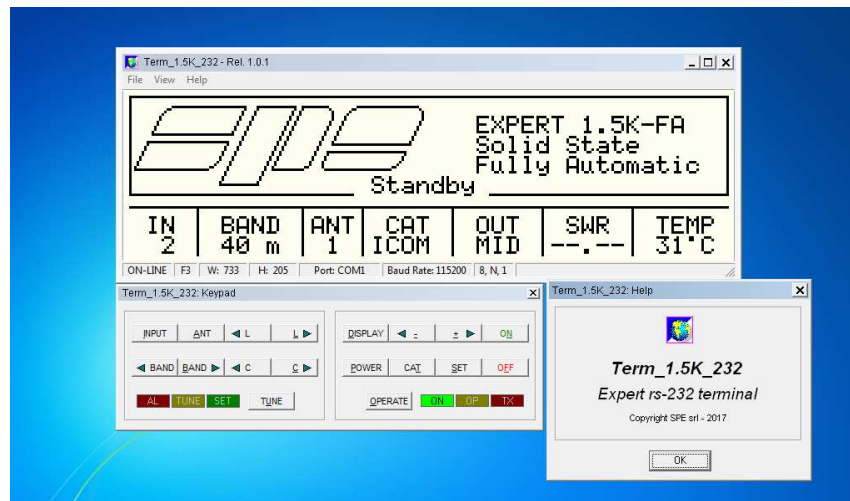 Term_1.5K_232 - Rel. 1.0.1
File View Help
spe
EXPERT 1.5K-FA
Solid State
Fully Automatic
Standby
IN BAND ANT CAT OUT SWR TEMP
2 40 m 1 ICOM MID --.-- 31°C
ON-LINE F3 W: 733 H: 205 Port: COM1 Baud Rate: 115200 8, N, 1
Term_1.5K_232: Keypad
INPUT ANT ◄ L L ► DISPLAY ◄ - + ► ON
◄ BAND BAND ► ◄ C C ► POWER CAT SET OFF
AL TUNE SET TUNE OPERATE ON OP TX
Term_1.5K_232: Help
Term_1.5K_232
Expert rs-232 terminal
Copyright SPE srl - 2017
OK